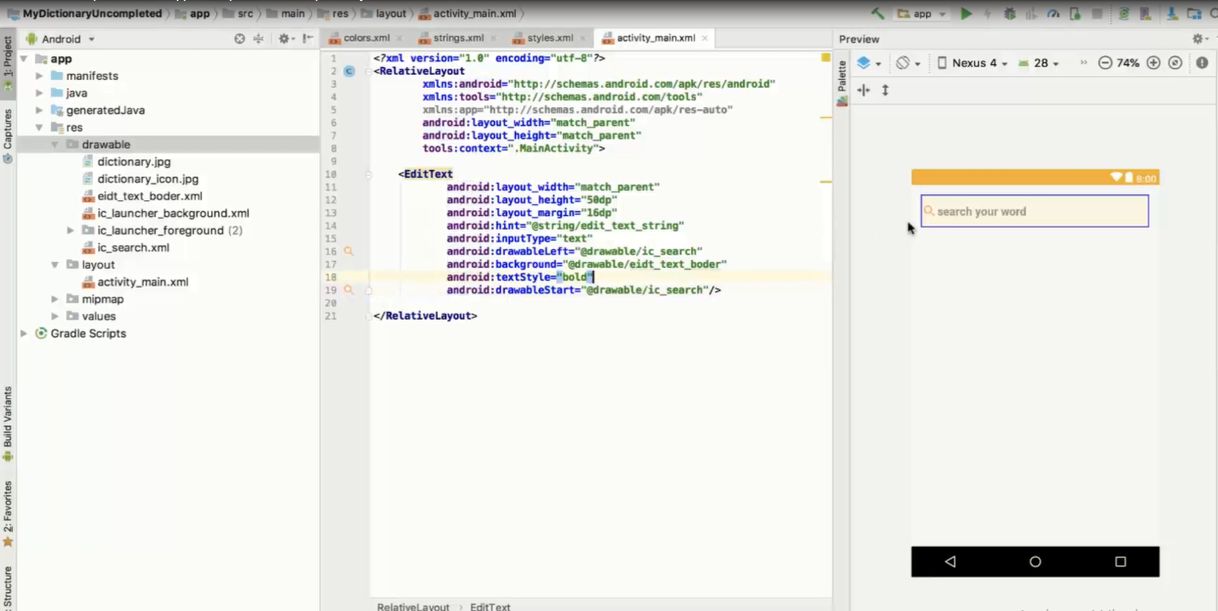 MyDictionaryUncompleted app src main res layout activity_main.xml
app
1: Project
Captures
Build Variants
2: Favorites
Structure
Android
app
manifests
java
generatedJava
res
drawable
dictionary.jpg
dictionary_icon.jpg
eidt_text_boder.xml
ic_launcher_background.xml
ic_launcher_foreground (2)
ic_search.xml
layout
activity_main.xml
mipmap
values
Gradle Scripts
colors.xml strings.xml styles.xml activity_main.xml
1 <?xml version="1.0" encoding="utf-8"?>
2 <RelativeLayout
3 xmlns:android="http://schemas.android.com/apk/res/android"
4 xmlns:tools="http://schemas.android.com/tools"
5 xmlns:app="http://schemas.android.com/apk/res-auto"
6 android:layout_width="match_parent"
7 android:layout_height="match_parent"
8 tools:context=".MainActivity">
9
10 <EditText
11 android:layout_width="match_parent"
12 android:layout_height="50dp"
13 android:layout_margin="16dp"
14 android:hint="@string/edit_text_string"
15 android:inputType="text"
16 android:drawableLeft="@drawable/ic_search"
17 android:background="@drawable/eidt_text_boder"
18 android:textStyle="bold"
19 android:drawableStart="@drawable/ic_search"/>
20
21 </RelativeLayout>
RelativeLayout EditText
Preview
Palette
Nexus 4 28 74%
8:00
search your word